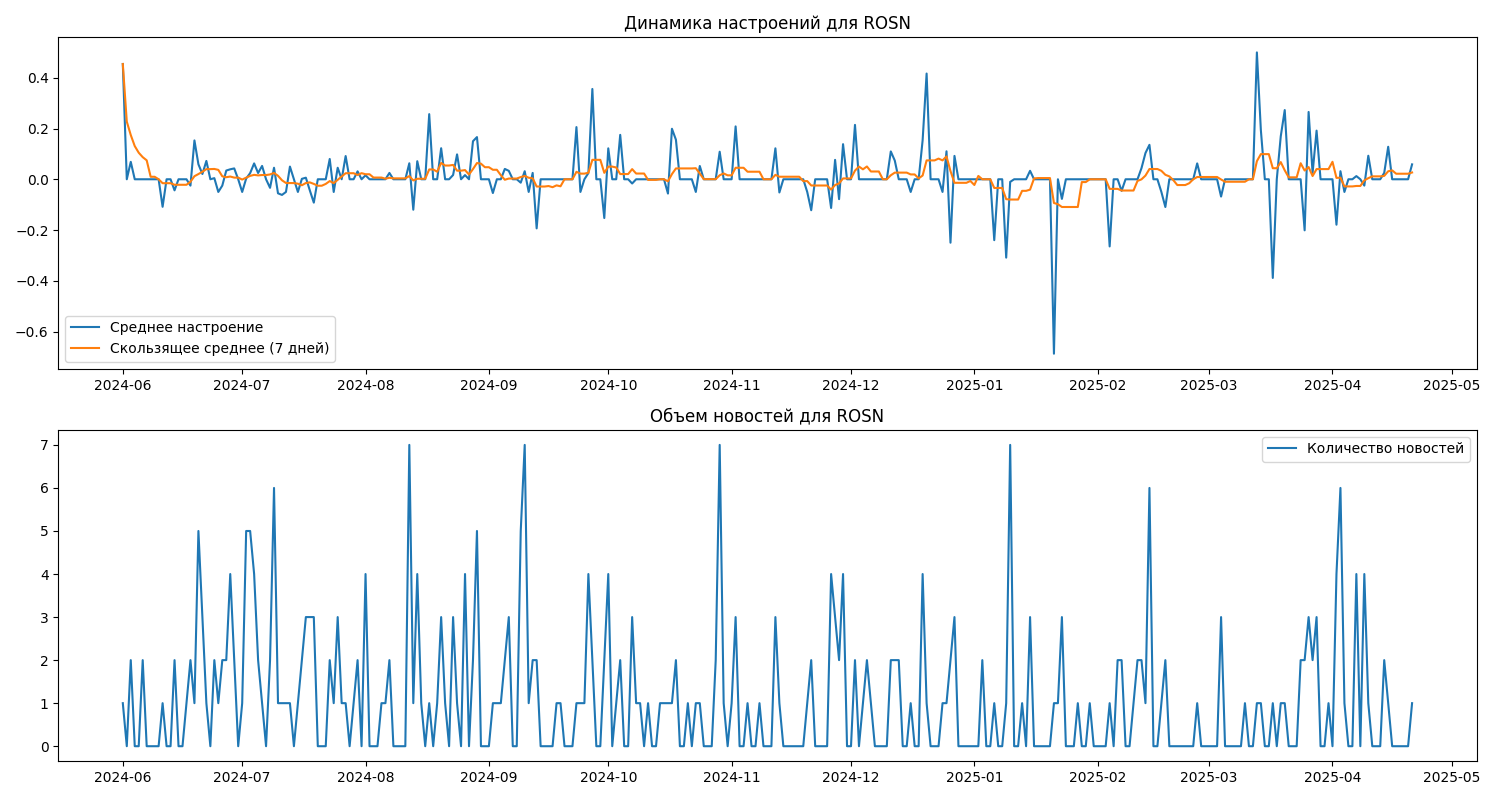 Динамика настроений для ROSN
0.4
0.2
0.0
−0.2
−0.4
−0.6
Среднее настроение
Скользящее среднее (7 дней)
2024-06 2024-07 2024-08 2024-09 2024-10 2024-11 2024-12 2025-01 2025-02 2025-03 2025-04 2025-05
Объем новостей для ROSN
Количество новостей
7
6
5
4
3
2
1
0
2024-06 2024-07 2024-08 2024-09 2024-10 2024-11 2024-12 2025-01 2025-02 2025-03 2025-04 2025-05